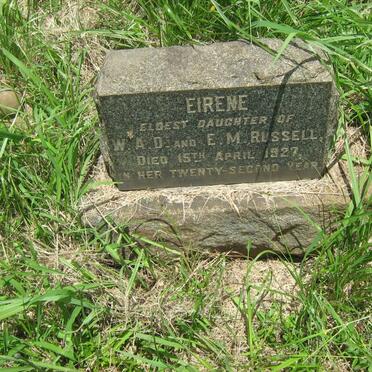 EIRENE
ELDEST DAUGHTER OF
W.A.D. AND E.M. RUSSELL
DIED 15TH APRIL 1927,
IN HER TWENTY-SECOND YEAR